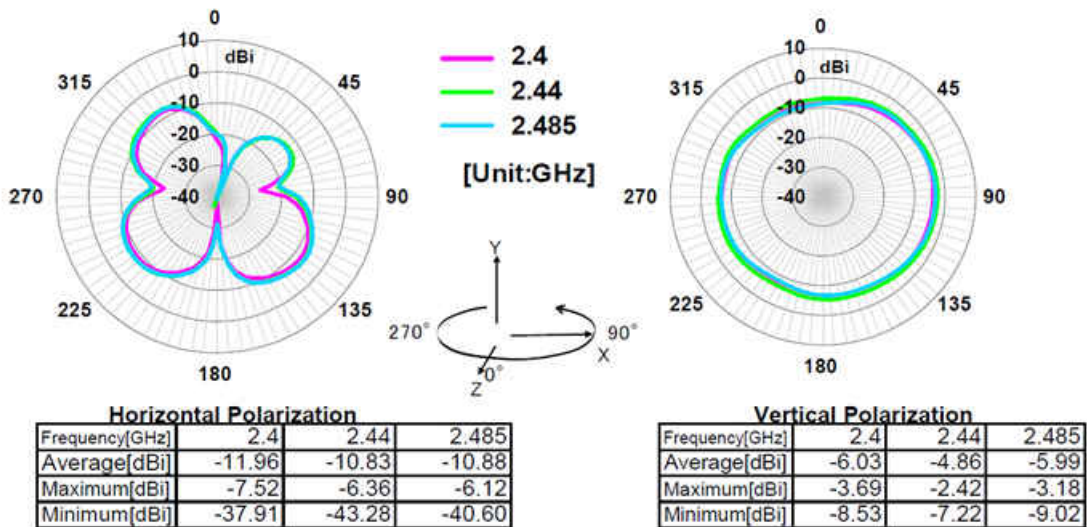 0
10
dBi
0
-10
-20
-30
-40
315
45
270
90
225
135
180
2.4
2.44
2.485
[Unit:GHz]
0
10
dBi
0
-10
-20
-30
-40
315
45
270
90
225
135
180
Y
270°
90°
X
Z
0°
Horizontal Polarization
Frequency[GHz] 2.4 2.44 2.485
Average[dBi] -11.96 -10.83 -10.88
Maximum[dBi] -7.52 -6.36 -6.12
Minimum[dBi] -37.91 -43.28 -40.60
Vertical Polarization
Frequency[GHz] 2.4 2.44 2.485
Average[dBi] -6.03 -4.86 -5.99
Maximum[dBi] -3.69 -2.42 -3.18
Minimum[dBi] -8.53 -7.22 -9.02